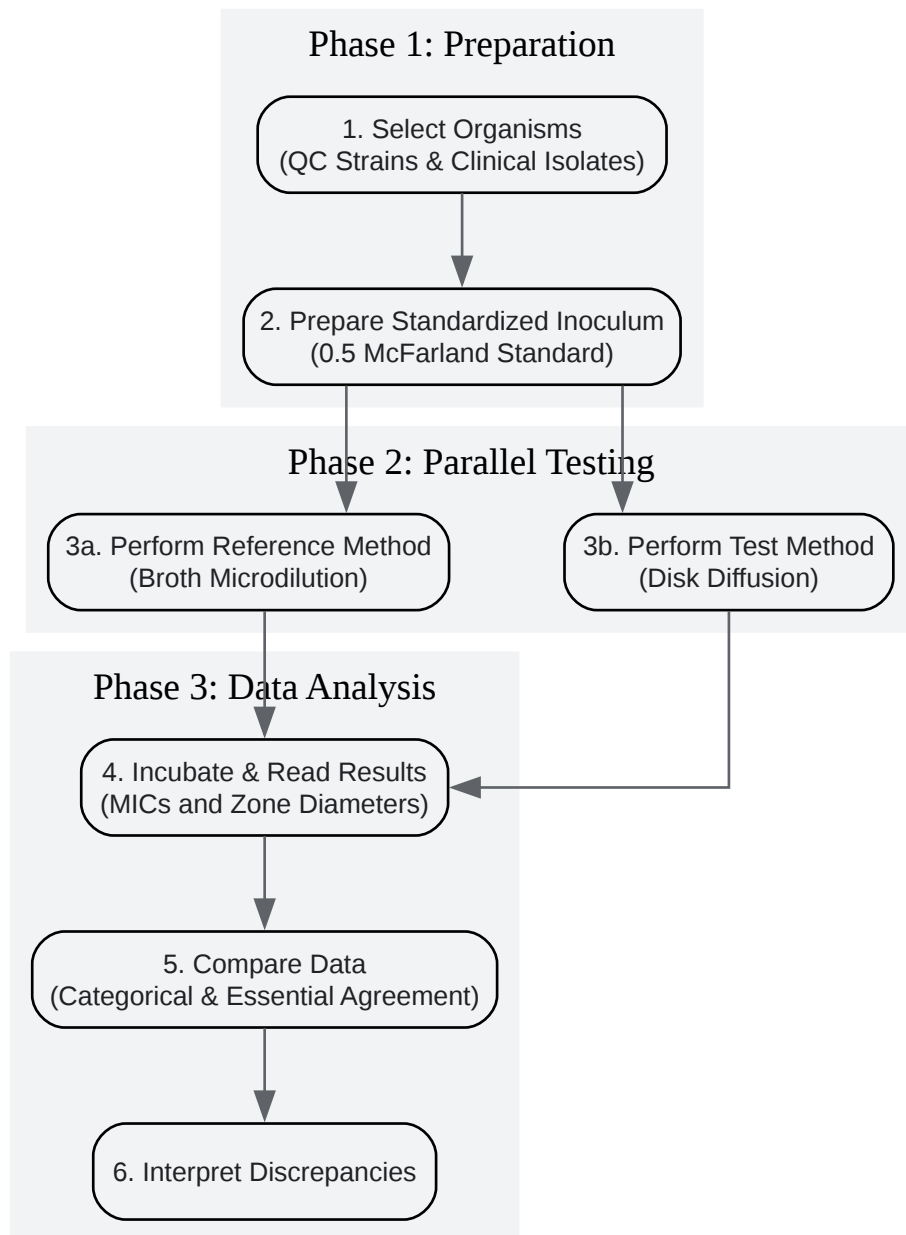 Phase 1: Preparation
1. Select Organisms
(QC Strains & Clinical Isolates)
2. Prepare Standardized Inoculum
(0.5 McFarland Standard)
Phase 2: Parallel Testing
3a. Perform Reference Method
(Broth Microdilution)
3b. Perform Test Method
(Disk Diffusion)
Phase 3: Data Analysis
4. Incubate & Read Results
(MICs and Zone Diameters)
5. Compare Data
(Categorical & Essential Agreement)
6. Interpret Discrepancies